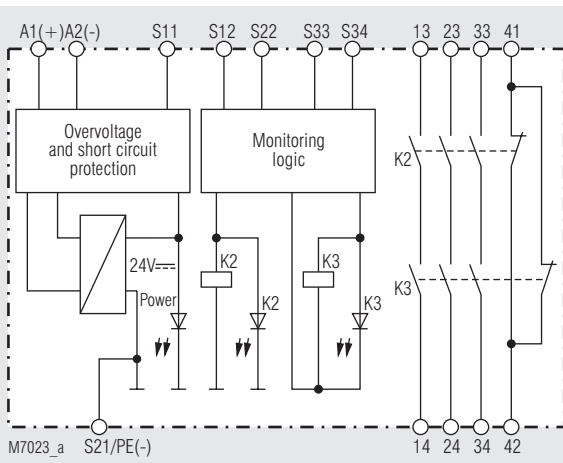 A1(+) A2(-) S11 S12 S22 S33 S34 13 23 33 41
Overvoltage
and short circuit
protection
Monitoring
logic
K2
24V
K2
K3
Power
K2
K3
K3
M7023_a S21/PE(-) 14 24 34 42